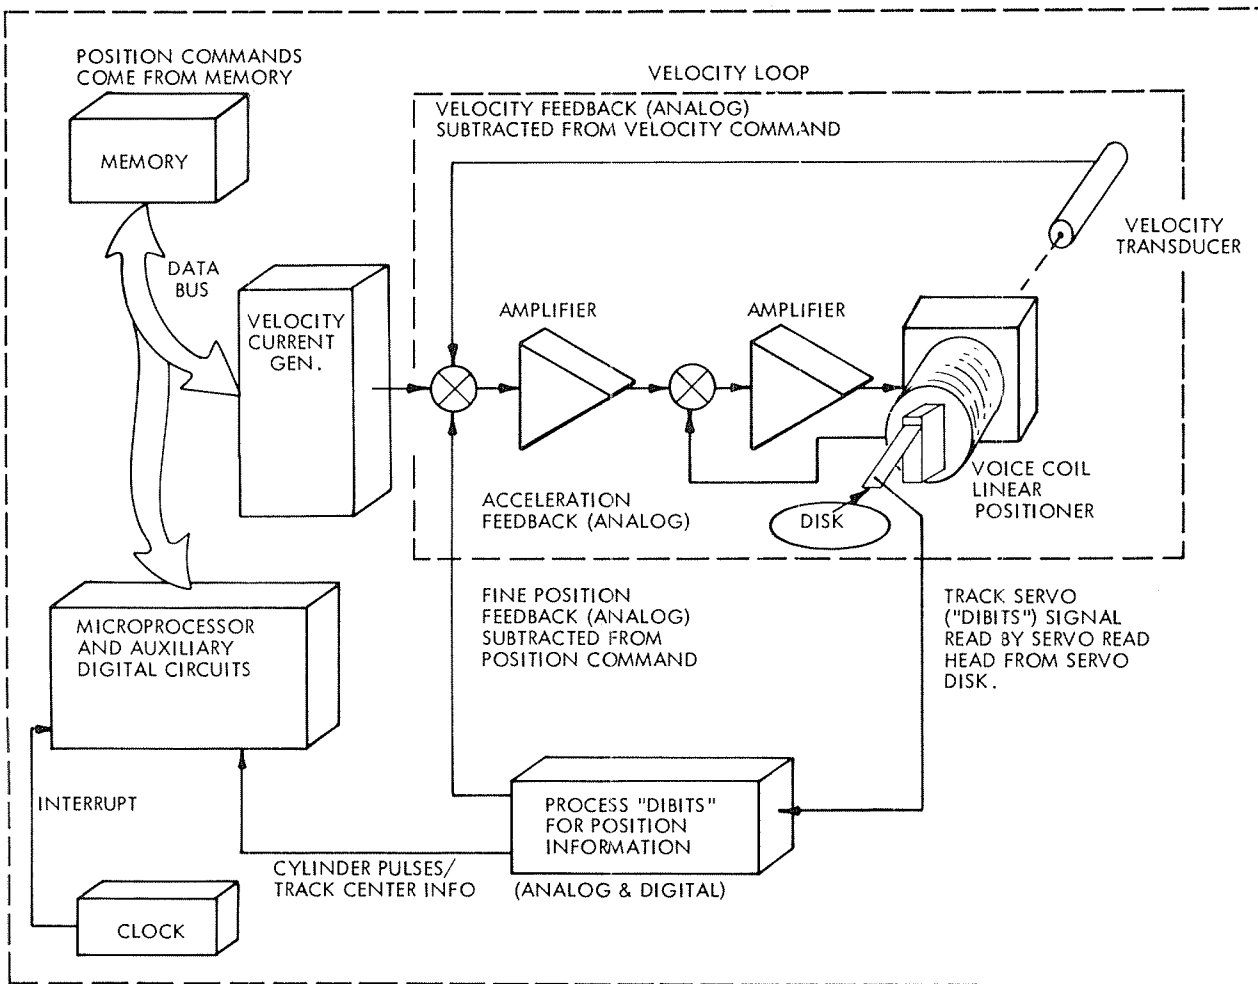 POSITION COMMANDS
COME FROM MEMORY
MEMORY
DATA
BUS
VELOCITY
CURRENT
GEN.
VELOCITY LOOP
VELOCITY FEEDBACK (ANALOG)
SUBTRACTED FROM VELOCITY COMMAND
VELOCITY
TRANSDUCER
AMPLIFIER
AMPLIFIER
VOICE COIL
LINEAR
POSITIONER
ACCELERATION
FEEDBACK (ANALOG)
DISK
FINE POSITION
FEEDBACK (ANALOG)
SUBTRACTED FROM
POSITION COMMAND
TRACK SERVO
("DIBITS") SIGNAL
READ BY SERVO READ
HEAD FROM SERVO
DISK.
MICROPROCESSOR
AND AUXILIARY
DIGITAL CIRCUITS
INTERRUPT
CLOCK
CYLINDER PULSES/
TRACK CENTER INFO
PROCESS "DIBITS"
FOR POSITION
INFORMATION
(ANALOG & DIGITAL)